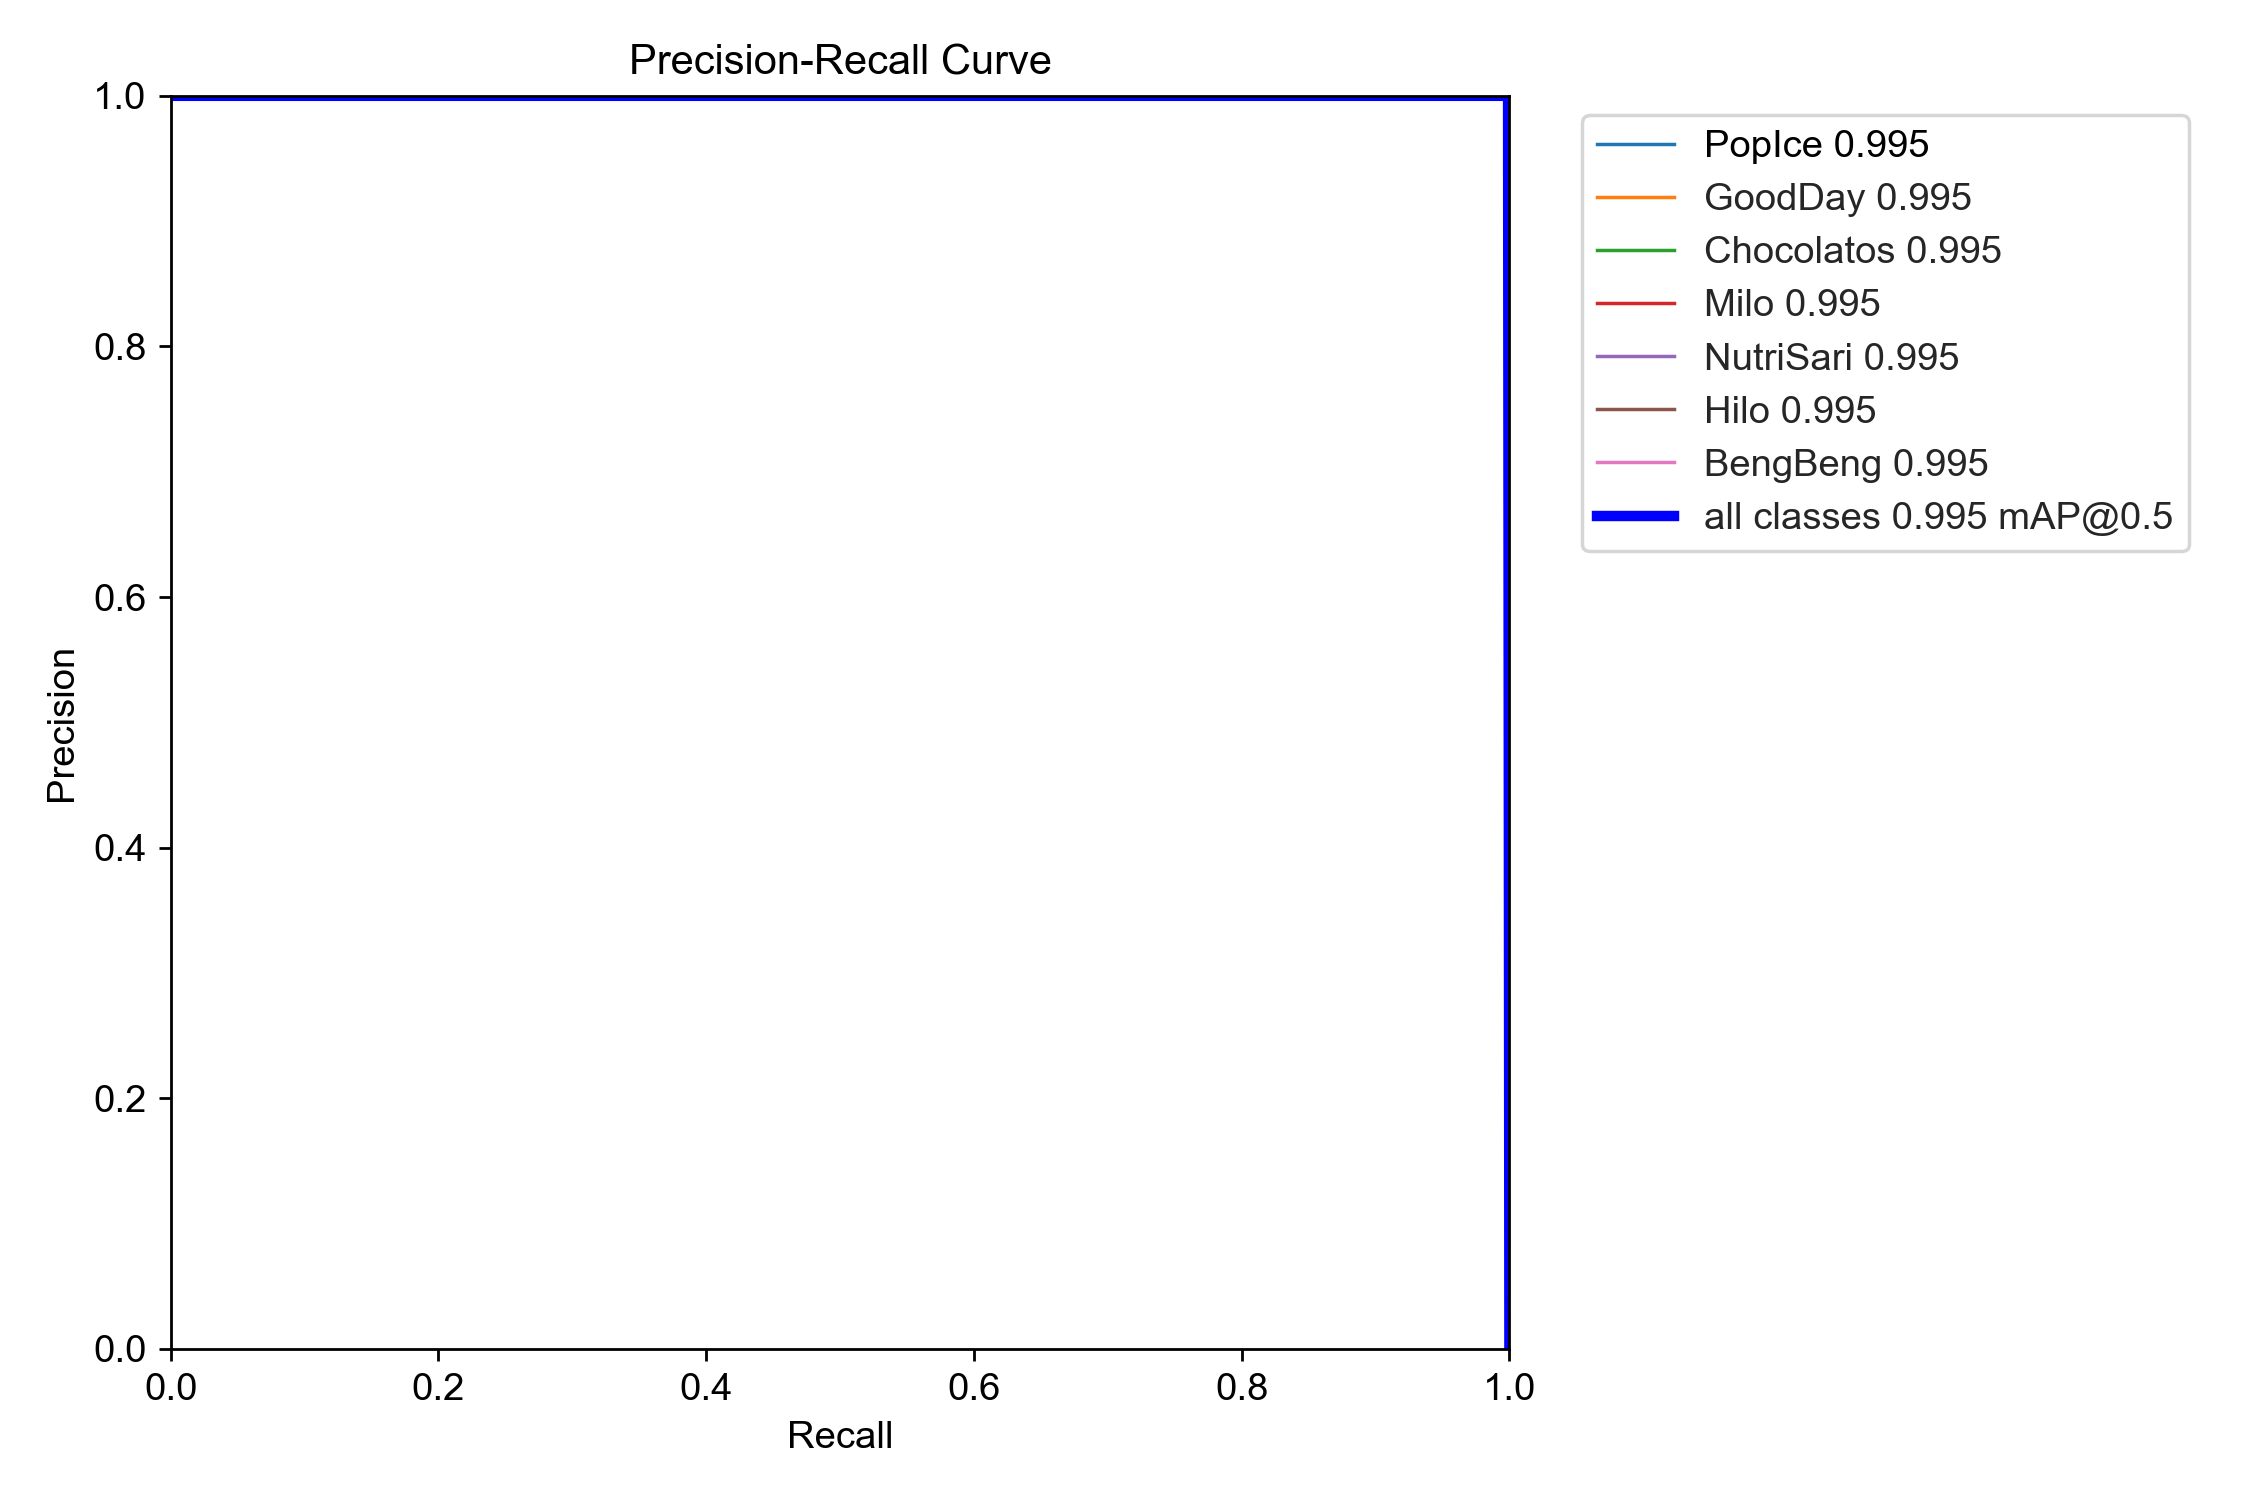 Precision-Recall Curve
1.0
0.8
0.6
0.4
0.2
0.0
Precision
0.0 0.2 0.4 0.6 0.8 1.0
Recall
PopIce 0.995
GoodDay 0.995
Chocolatos 0.995
Milo 0.995
NutriSari 0.995
Hilo 0.995
BengBeng 0.995
all classes 0.995 mAP@0.5